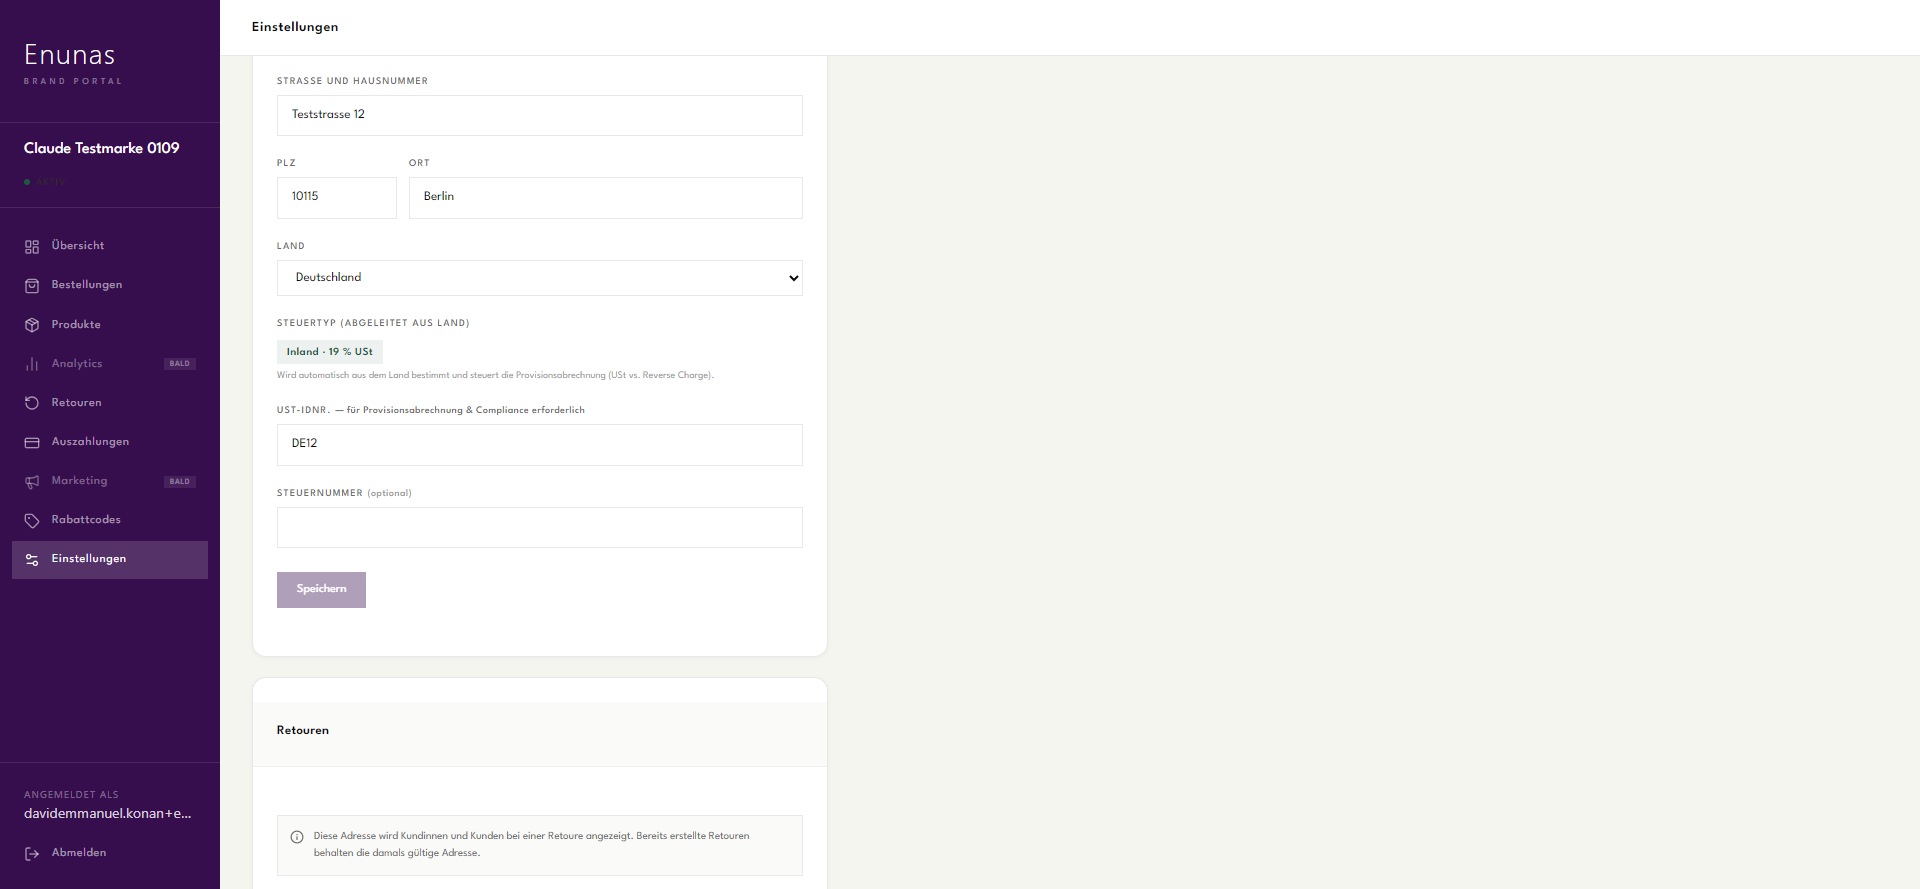 Enunas
BRAND PORTAL
Claude Testmarke 0109
AKTIV
Übersicht
Bestellungen
Produkte
Analytics BALD
Retouren
Auszahlungen
Marketing BALD
Rabattcodes
Einstellungen
ANGEMELDET ALS
davidemmanuel.konan+e...
Abmelden
Einstellungen
STRASSE UND HAUSNUMMER
Teststrasse 12
PLZ ORT
10115 Berlin
LAND
Deutschland
STEUERTYP (ABGELEITET AUS LAND)
Inland · 19 % USt
Wird automatisch aus dem Land bestimmt und steuert die Provisionsabrechnung (USt vs. Reverse Charge).
UST-IDNR. — für Provisionsabrechnung & Compliance erforderlich
DE12
STEUERNUMMER (optional)
Speichern
Retouren
Diese Adresse wird Kundinnen und Kunden bei einer Retoure angezeigt. Bereits erstellte Retouren
behalten die damals gültige Adresse.